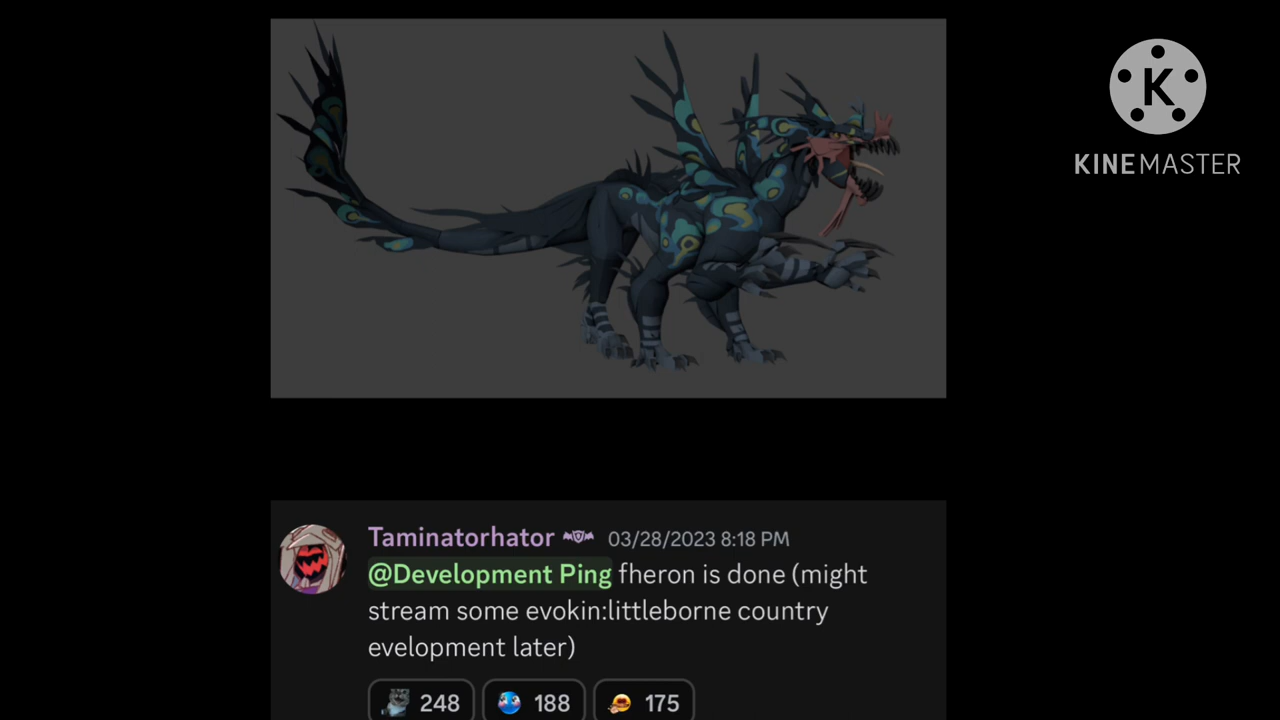 K
KINEMASTER
Taminatorhator 03/28/2023 8:18 PM
@Development Ping fheron is done (might
stream some evokin:littleborne country
evelopment later)
248 188 175